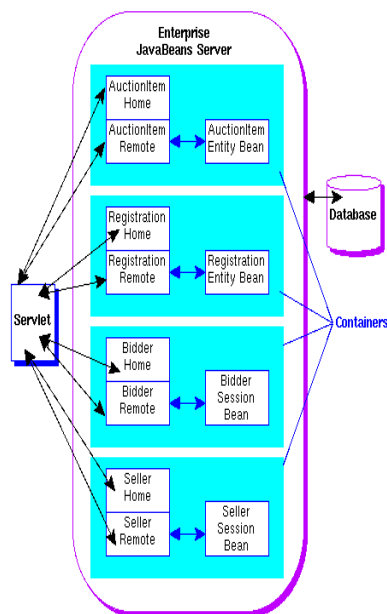 Enterprise
JavaBeans Server
AuctionItem
Home
AuctionItem
Remote
AuctionItem
Entity Bean
Registration
Home
Registration
Remote
Registration
Entity Bean
Bidder
Home
Bidder
Remote
Bidder
Session
Bean
Seller
Home
Seller
Remote
Seller
Session
Bean
Servlet
Database
Containers